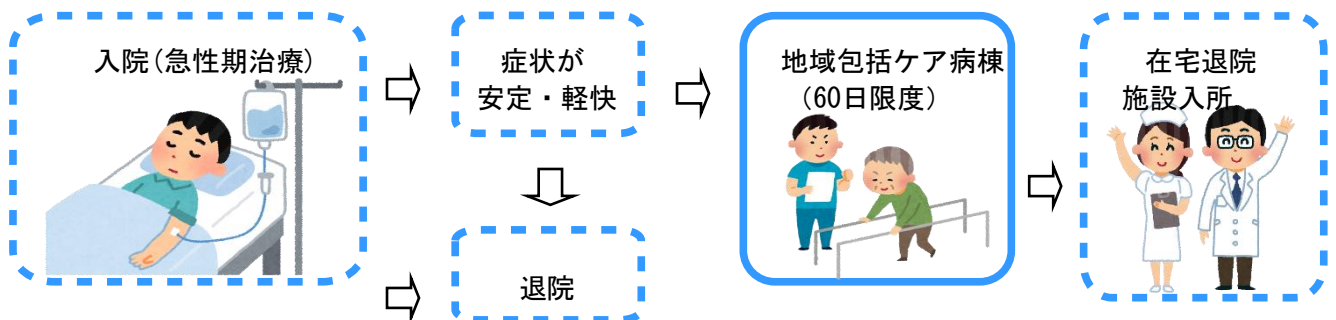 入院(急性期治療)
症状が
安定・軽快
退院
地域包括ケア病棟
(60日限度)
在宅退院
施設入所